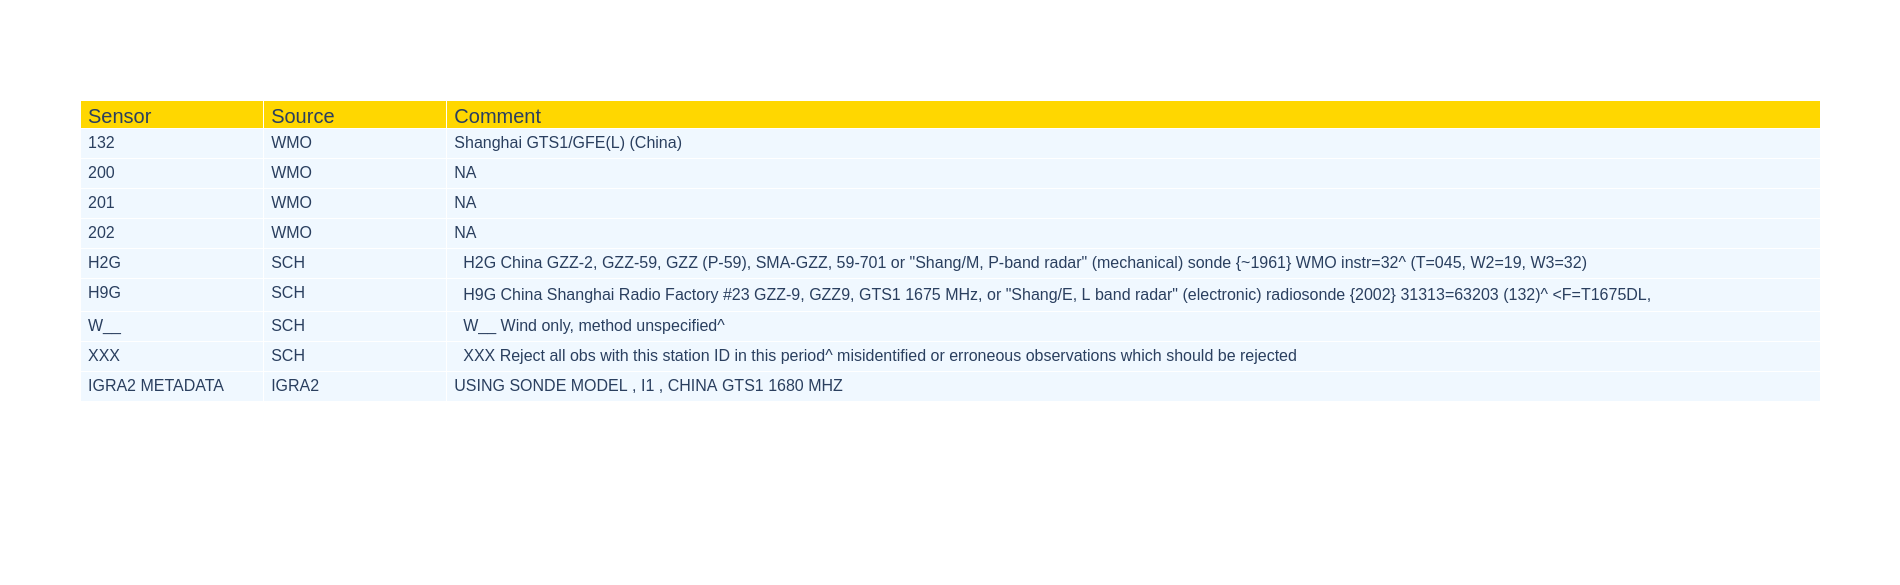 Sensor Source Comment
132 WMO Shanghai GTS1/GFE(L) (China)
200 WMO NA
201 WMO NA
202 WMO NA
H2G SCH H2G China GZZ-2, GZZ-59, GZZ (P-59), SMA-GZZ, 59-701 or "Shang/M, P-band radar" (mechanical) sonde {~1961} WMO instr=32^ (T=045, W2=19, W3=32)
H9G SCH H9G China Shanghai Radio Factory #23 GZZ-9, GZZ9, GTS1 1675 MHz, or "Shang/E, L band radar" (electronic) radiosonde {2002} 31313=63203 (132)^ <F=T1675DL,
W__ SCH W__ Wind only, method unspecified^
XXX SCH XXX Reject all obs with this station ID in this period^ misidentified or erroneous observations which should be rejected
IGRA2 METADATA IGRA2 USING SONDE MODEL , I1 , CHINA GTS1 1680 MHZ